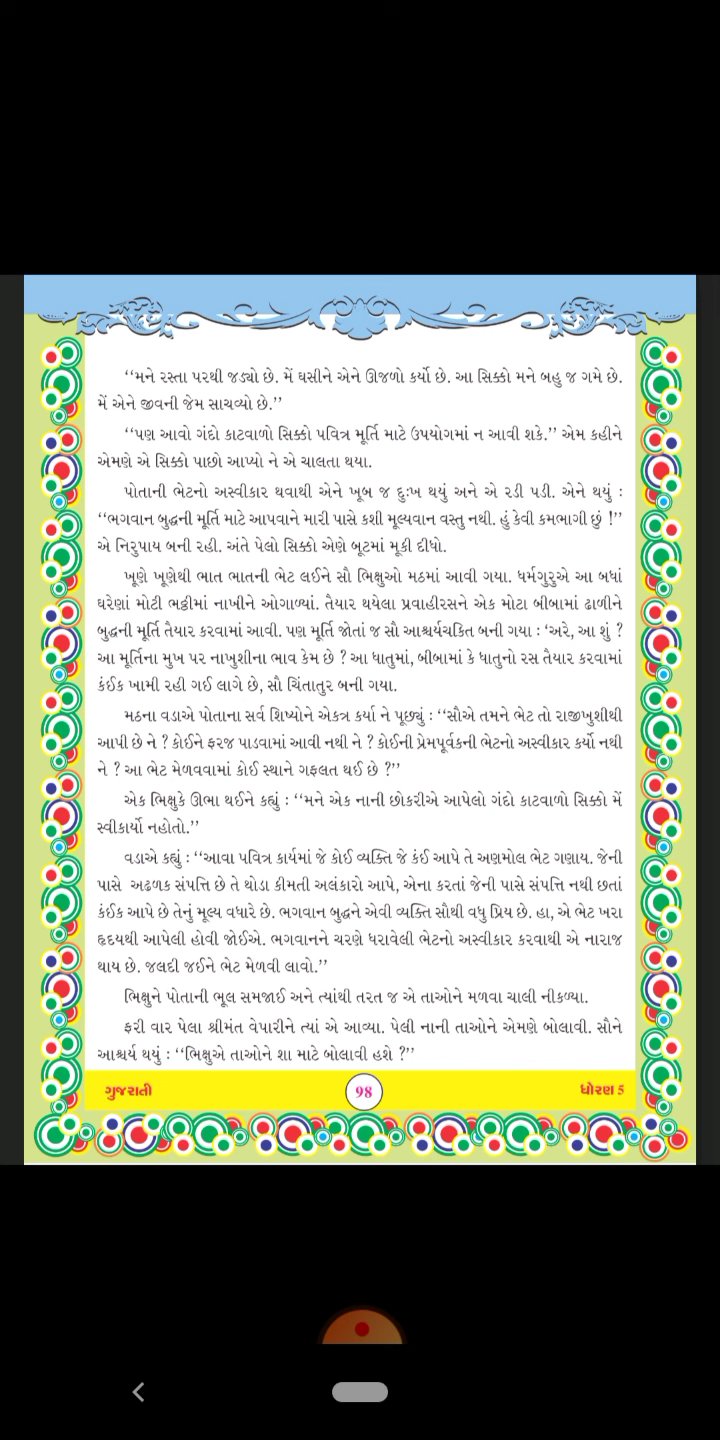 ‘‘મને રસ્તા પરથી જડ્યો છે. મેં ઘસીને એને ઊજળો કર્યો છે. આ સિક્કો મને બહુ જ ગમે છે.
મેં એને જીવની જેમ સાચવ્યો છે.’’
‘‘પણ આવો ગંદો કાટવાળો સિક્કો પવિત્ર મૂર્તિ માટે ઉપયોગમાં ન આવી શકે.’’ એમ કહીને
એમણે એ સિક્કો પાછો આપ્યો ને એ ચાલતા થયા.
પોતાની ભેટનો અસ્વીકાર થવાથી એને ખૂબ જ દુઃખ થયું અને એ રડી પડી. એને થયું :
‘‘ભગવાન બુદ્ધની મૂર્તિ માટે આપવાને મારી પાસે કશી મૂલ્યવાન વસ્તુ નથી. હું કેવી કમભાગી છું !’’
એ નિરુપાય બની રહી. અંતે પેલો સિક્કો એણે બૂટમાં મૂકી દીધો.
ખૂણે ખૂણેથી ભાત ભાતની ભેટ લઈને સૌ ભિક્ષુઓ મઠમાં આવી ગયા. ધર્મગુરુએ આ બધાં
ઘરેણાં મોટી ભઠ્ઠીમાં નાખીને ઓગાળ્યાં. તૈયાર થયેલા પ્રવાહીરસને એક મોટા બીબામાં ઢાળીને
બુદ્ધની મૂર્તિ તૈયાર કરવામાં આવી. પણ મૂર્તિ જોતાં જ સૌ આશ્ચર્યચકિત બની ગયા : ‘અરે, આ શું ?
આ મૂર્તિના મુખ પર નાખુશીના ભાવ કેમ છે ? આ ધાતુમાં, બીબામાં કે ધાતુનો રસ તૈયાર કરવામાં
કંઈક ખામી રહી ગઈ લાગે છે, સૌ ચિંતાતુર બની ગયા.
મઠના વડાએ પોતાના સર્વ શિષ્યોને એકત્ર કર્યા ને પૂછ્યું : ‘‘સૌએ તમને ભેટ તો રાજીખુશીથી
આપી છે ને ? કોઈને ફરજ પાડવામાં આવી નથી ને ? કોઈની પ્રેમપૂર્વકની ભેટનો અસ્વીકાર કર્યો નથી
ને ? આ ભેટ મેળવવામાં કોઈ સ્થાને ગફલત થઈ છે ?’’
એક ભિક્ષુકે ઊભા થઈને કહ્યું : ‘‘મને એક નાની છોકરીએ આપેલો ગંદો કાટવાળો સિક્કો મેં
સ્વીકાર્યો નહોતો.’’
વડાએ કહ્યું : ‘‘આવા પવિત્ર કાર્યમાં જે કોઈ વ્યક્તિ જે કંઈ આપે તે અણમોલ ભેટ ગણાય. જેની
પાસે અઢળક સંપત્તિ છે તે થોડા કીમતી અલંકારો આપે, એના કરતાં જેની પાસે સંપત્તિ નથી છતાં
કંઈક આપે છે તેનું મૂલ્ય વધારે છે. ભગવાન બુદ્ધને એવી વ્યક્તિ સૌથી વધુ પ્રિય છે. હા, એ ભેટ ખરા
હૃદયથી આપેલી હોવી જોઈએ. ભગવાનને ચરણે ધરાવેલી ભેટનો અસ્વીકાર કરવાથી એ નારાજ
થાય છે. જલદી જઈને ભેટ મેળવી લાવો.’’
ભિક્ષુને પોતાની ભૂલ સમજાઈ અને ત્યાંથી તરત જ એ તાઓને મળવા ચાલી નીકળ્યા.
ફરી વાર પેલા શ્રીમંત વેપારીને ત્યાં એ આવ્યા. પેલી નાની તાઓને એમણે બોલાવી. સૌને
આશ્ચર્ય થયું : ‘‘ભિક્ષુએ તાઓને શા માટે બોલાવી હશે ?’’
ગુજરાતી
98
ધોરણ 5